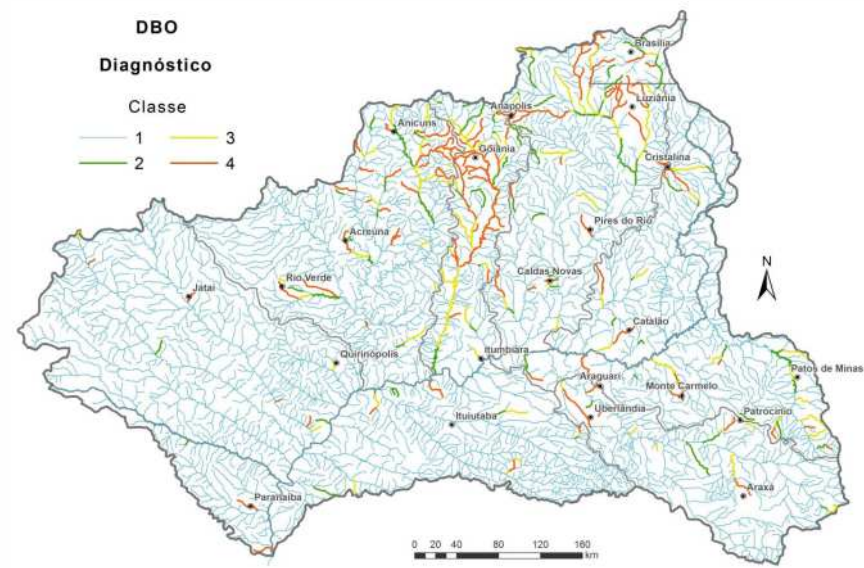 DBO
Diagnóstico
Classe
1 3
2 4
Brasília
Luziânia
Anápolis
Anicuns
Goiânia
Cristalina
Pires do Rio
Acreúna
Caldas Novas
Rio Verde
Jataí
N
Catalão
Quirinópolis
Itumbiara
Patos de Minas
Araguari
Monte Carmelo
Uberlândia
Patrocínio
Ituiutaba
Araxá
Paranaíba
0 20 40 80 120 160
km